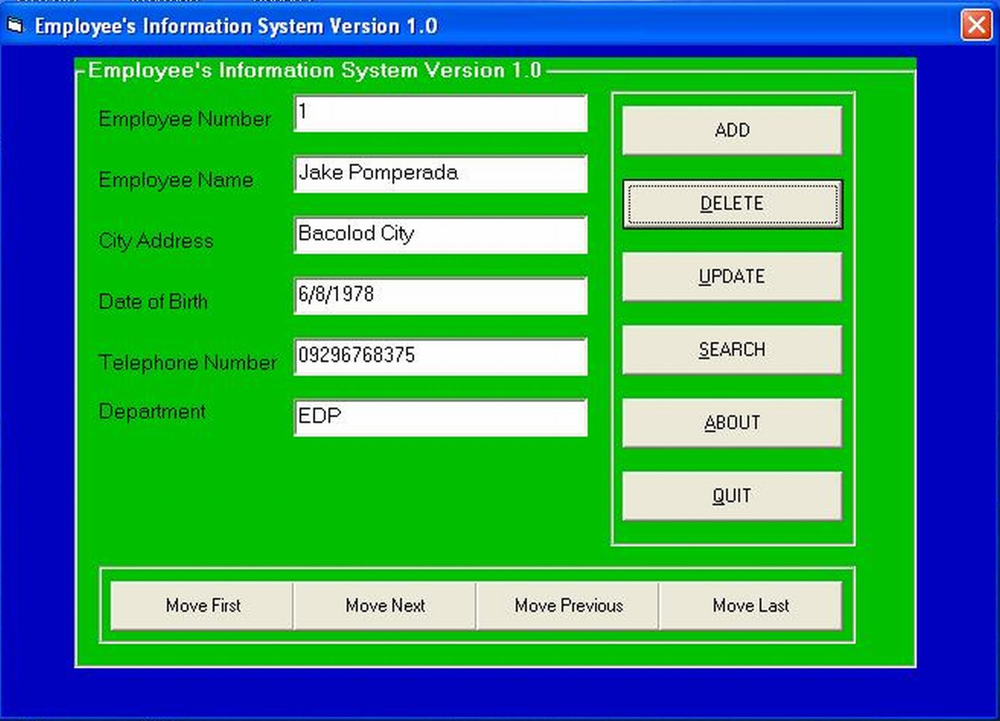 Employee's Information System Version 1.0
Employee's Information System Version 1.0
Employee Number 1
Employee Name Jake Pomperada
City Address Bacolod City
Date of Birth 6/8/1978
Telephone Number 09296768375
Department EDP
ADD
DELETE
UPDATE
SEARCH
ABOUT
QUIT
Move First Move Next Move Previous Move Last